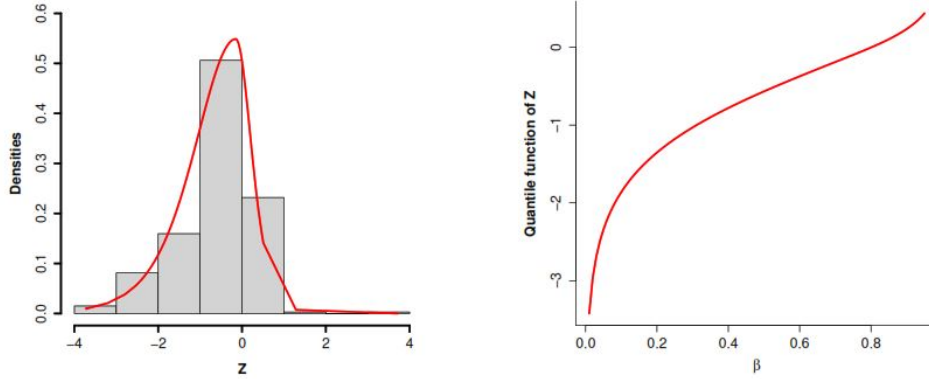 Densities
0.0 0.1 0.2 0.3 0.4 0.5 0.6
-4 -2 0 2 4
Z
Quantile function of Z
-3 -2 -1 0
0.0 0.2 0.4 0.6 0.8
β